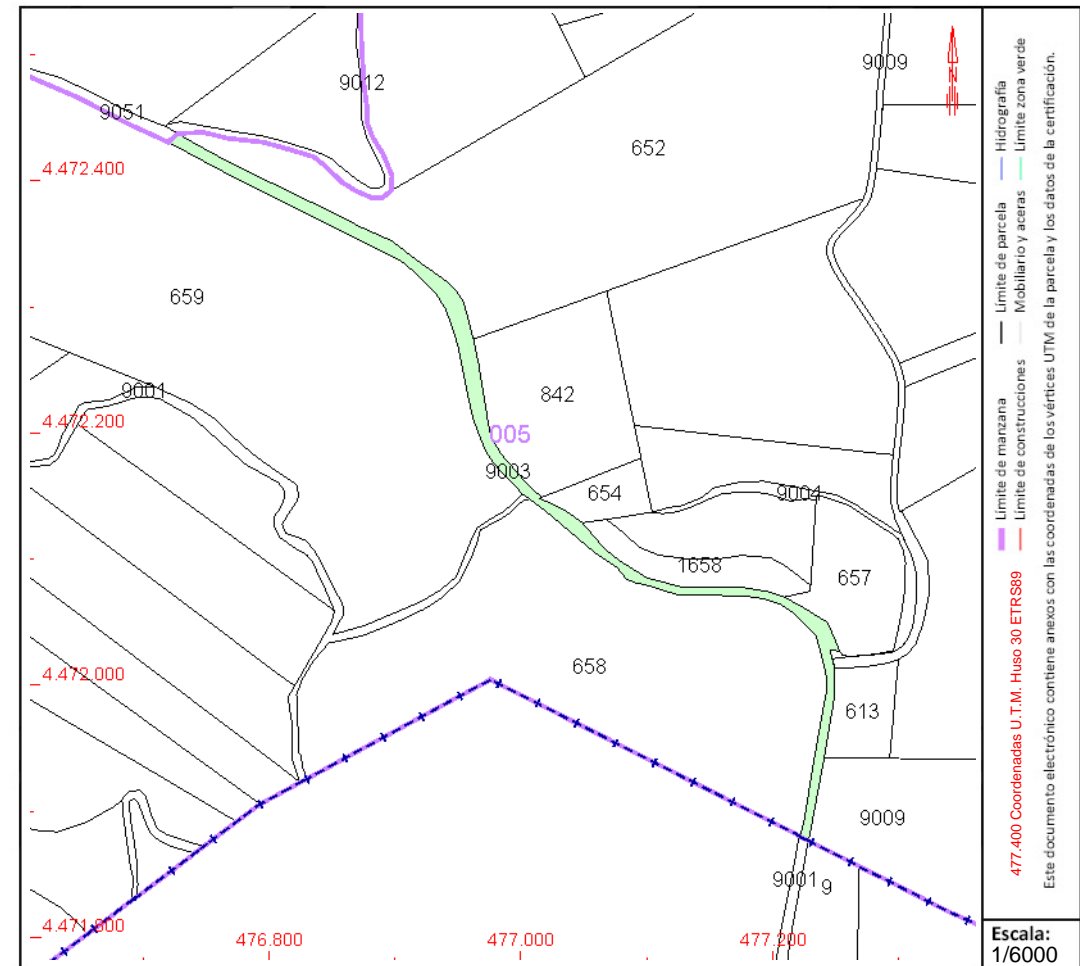 9012
9009
9051
652
4.472.400
659
9001
842
4.472.200
005
9003
654
9004
1658
657
658
4.472.000
613
9009
9001
9
4.471.800
476.800
477.000
477.200
N
Límite de manzana
Límite de parcela
Hidrografía
Límite de construcciones
Mobiliario y aceras
Límite zona verde
477.400 Coordenadas U.T.M. Huso 30 ETRS89
Este documento electrónico contiene anexos con las coordenadas de los vértices UTM de la parcela y los datos de la certificación.
Escala:
1/6000